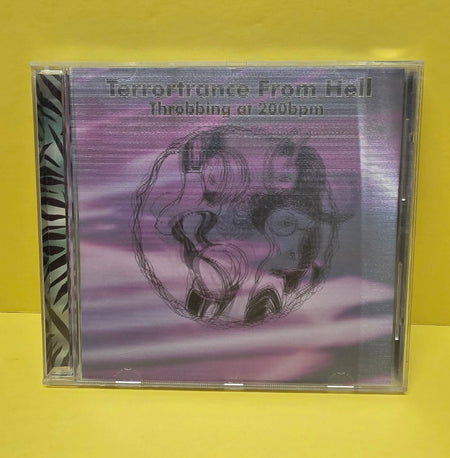 Terrortrance From Hell
Throbbing at 200bpm